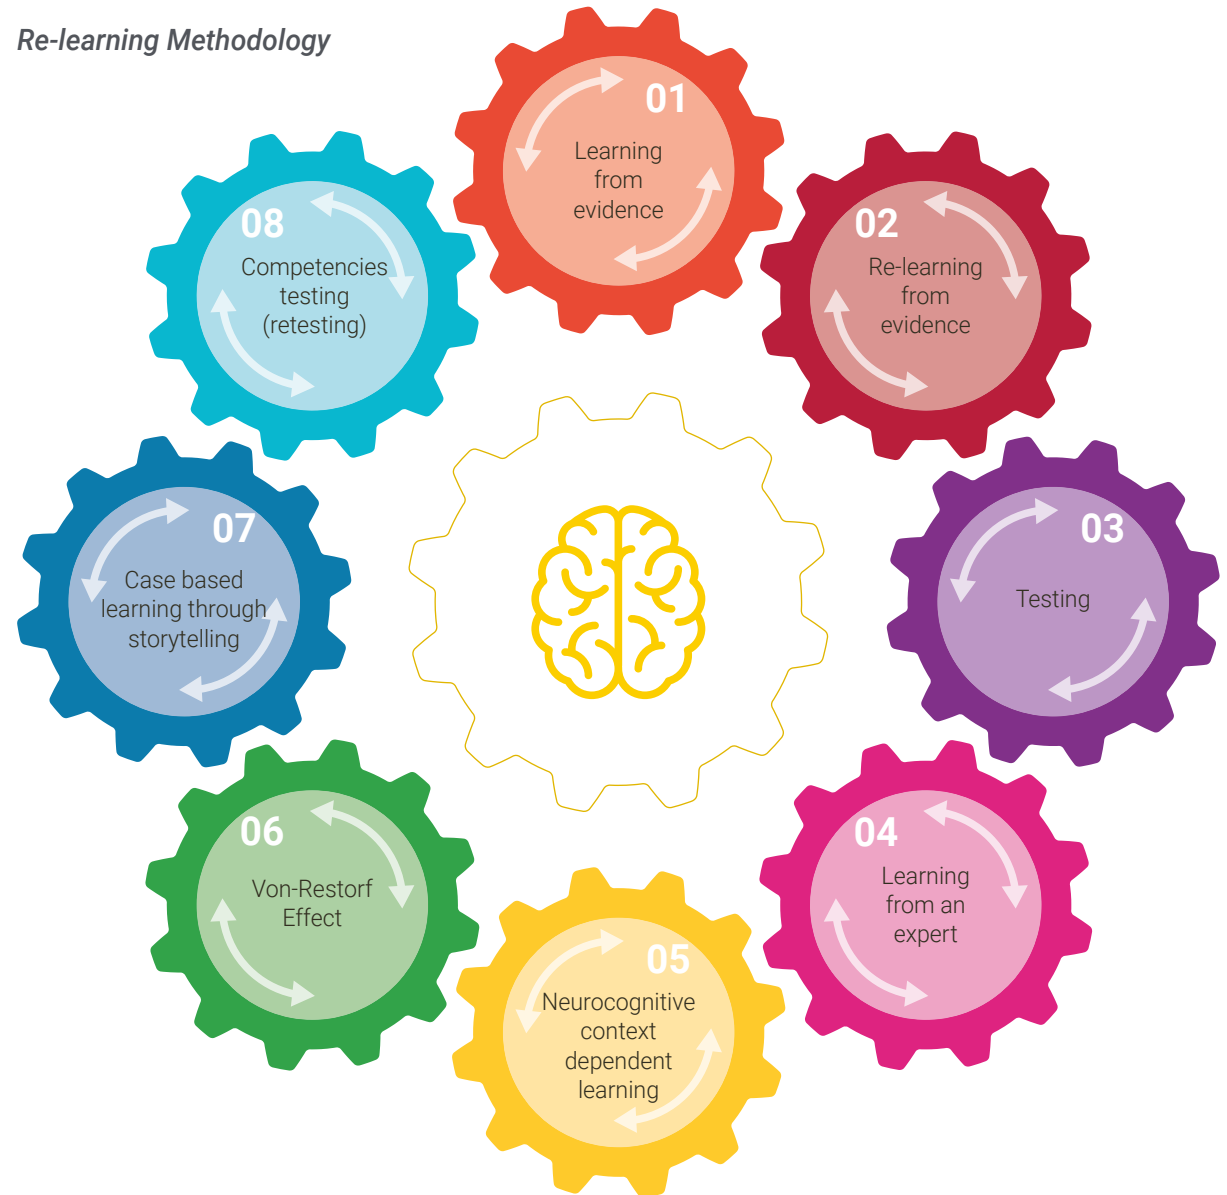 Re-learning Methodology
01
Learning
from
evidence
02
Re-learning
from
evidence
03
Testing
04
Learning
from an
expert
05
Neurocognitive
context
dependent
learning
06
Von-Restorf
Effect
07
Case based
learning through
storytelling
08
Competencies
testing
(retesting)